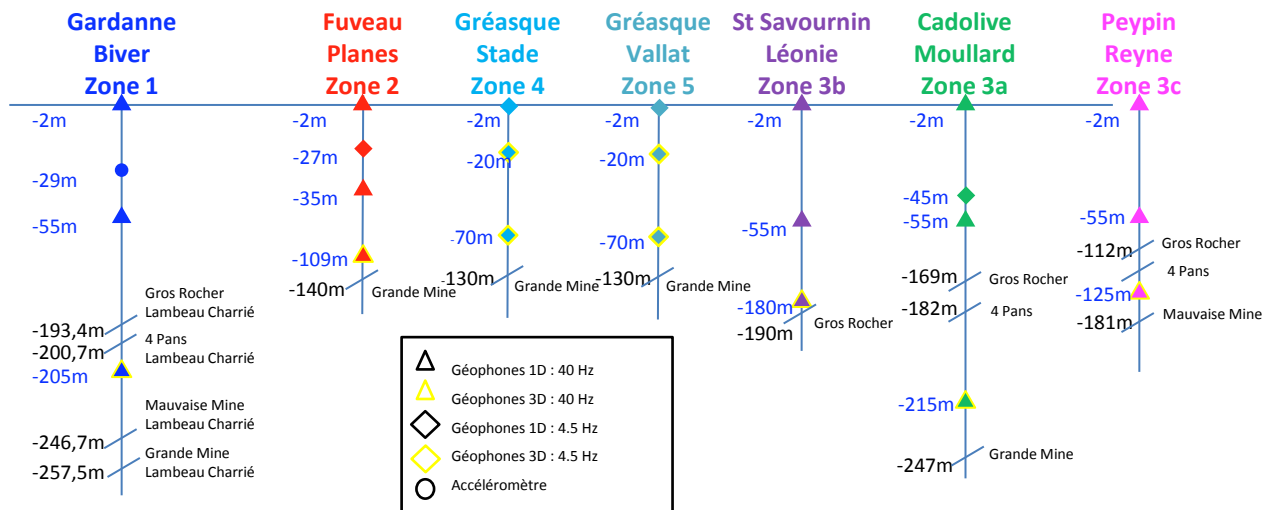 Gardanne
Biver
Zone 1
Fuveau
Planes
Zone 2
Gréasque
Stade
Zone 4
Gréasque
Vallat
Zone 5
St Savournin
Léonie
Zone 3b
Cadolive
Moullard
Zone 3a
Peypin
Reyne
Zone 3c
-2m
-29m
-55m
Gros Rocher
Lambeau Charrié
-193,4m
4 Pans
-200,7m
Lambeau Charrié
-205m
Mauvaise Mine
Lambeau Charrié
-246,7m
Grande Mine
Lambeau Charrié
-257,5m
-2m
-27m
-35m
-109m
-140m
Grande Mine
-2m
-20m
-70m
-130m
Grande Mine
-2m
-20m
-70m
-130m
Grande Mine
-2m
-55m
-180m
-190m
Gros Rocher
-2m
-45m
-55m
-169m
Gros Rocher
-182m
4 Pans
-215m
-247m
Grande Mine
-2m
-55m
-112m
Gros Rocher
4 Pans
-125m
-181m
Mauvaise Mine
Géophones 1D : 40 Hz
Géophones 3D : 40 Hz
Géophones 1D : 4.5 Hz
Géophones 3D : 4.5 Hz
Accéléromètre